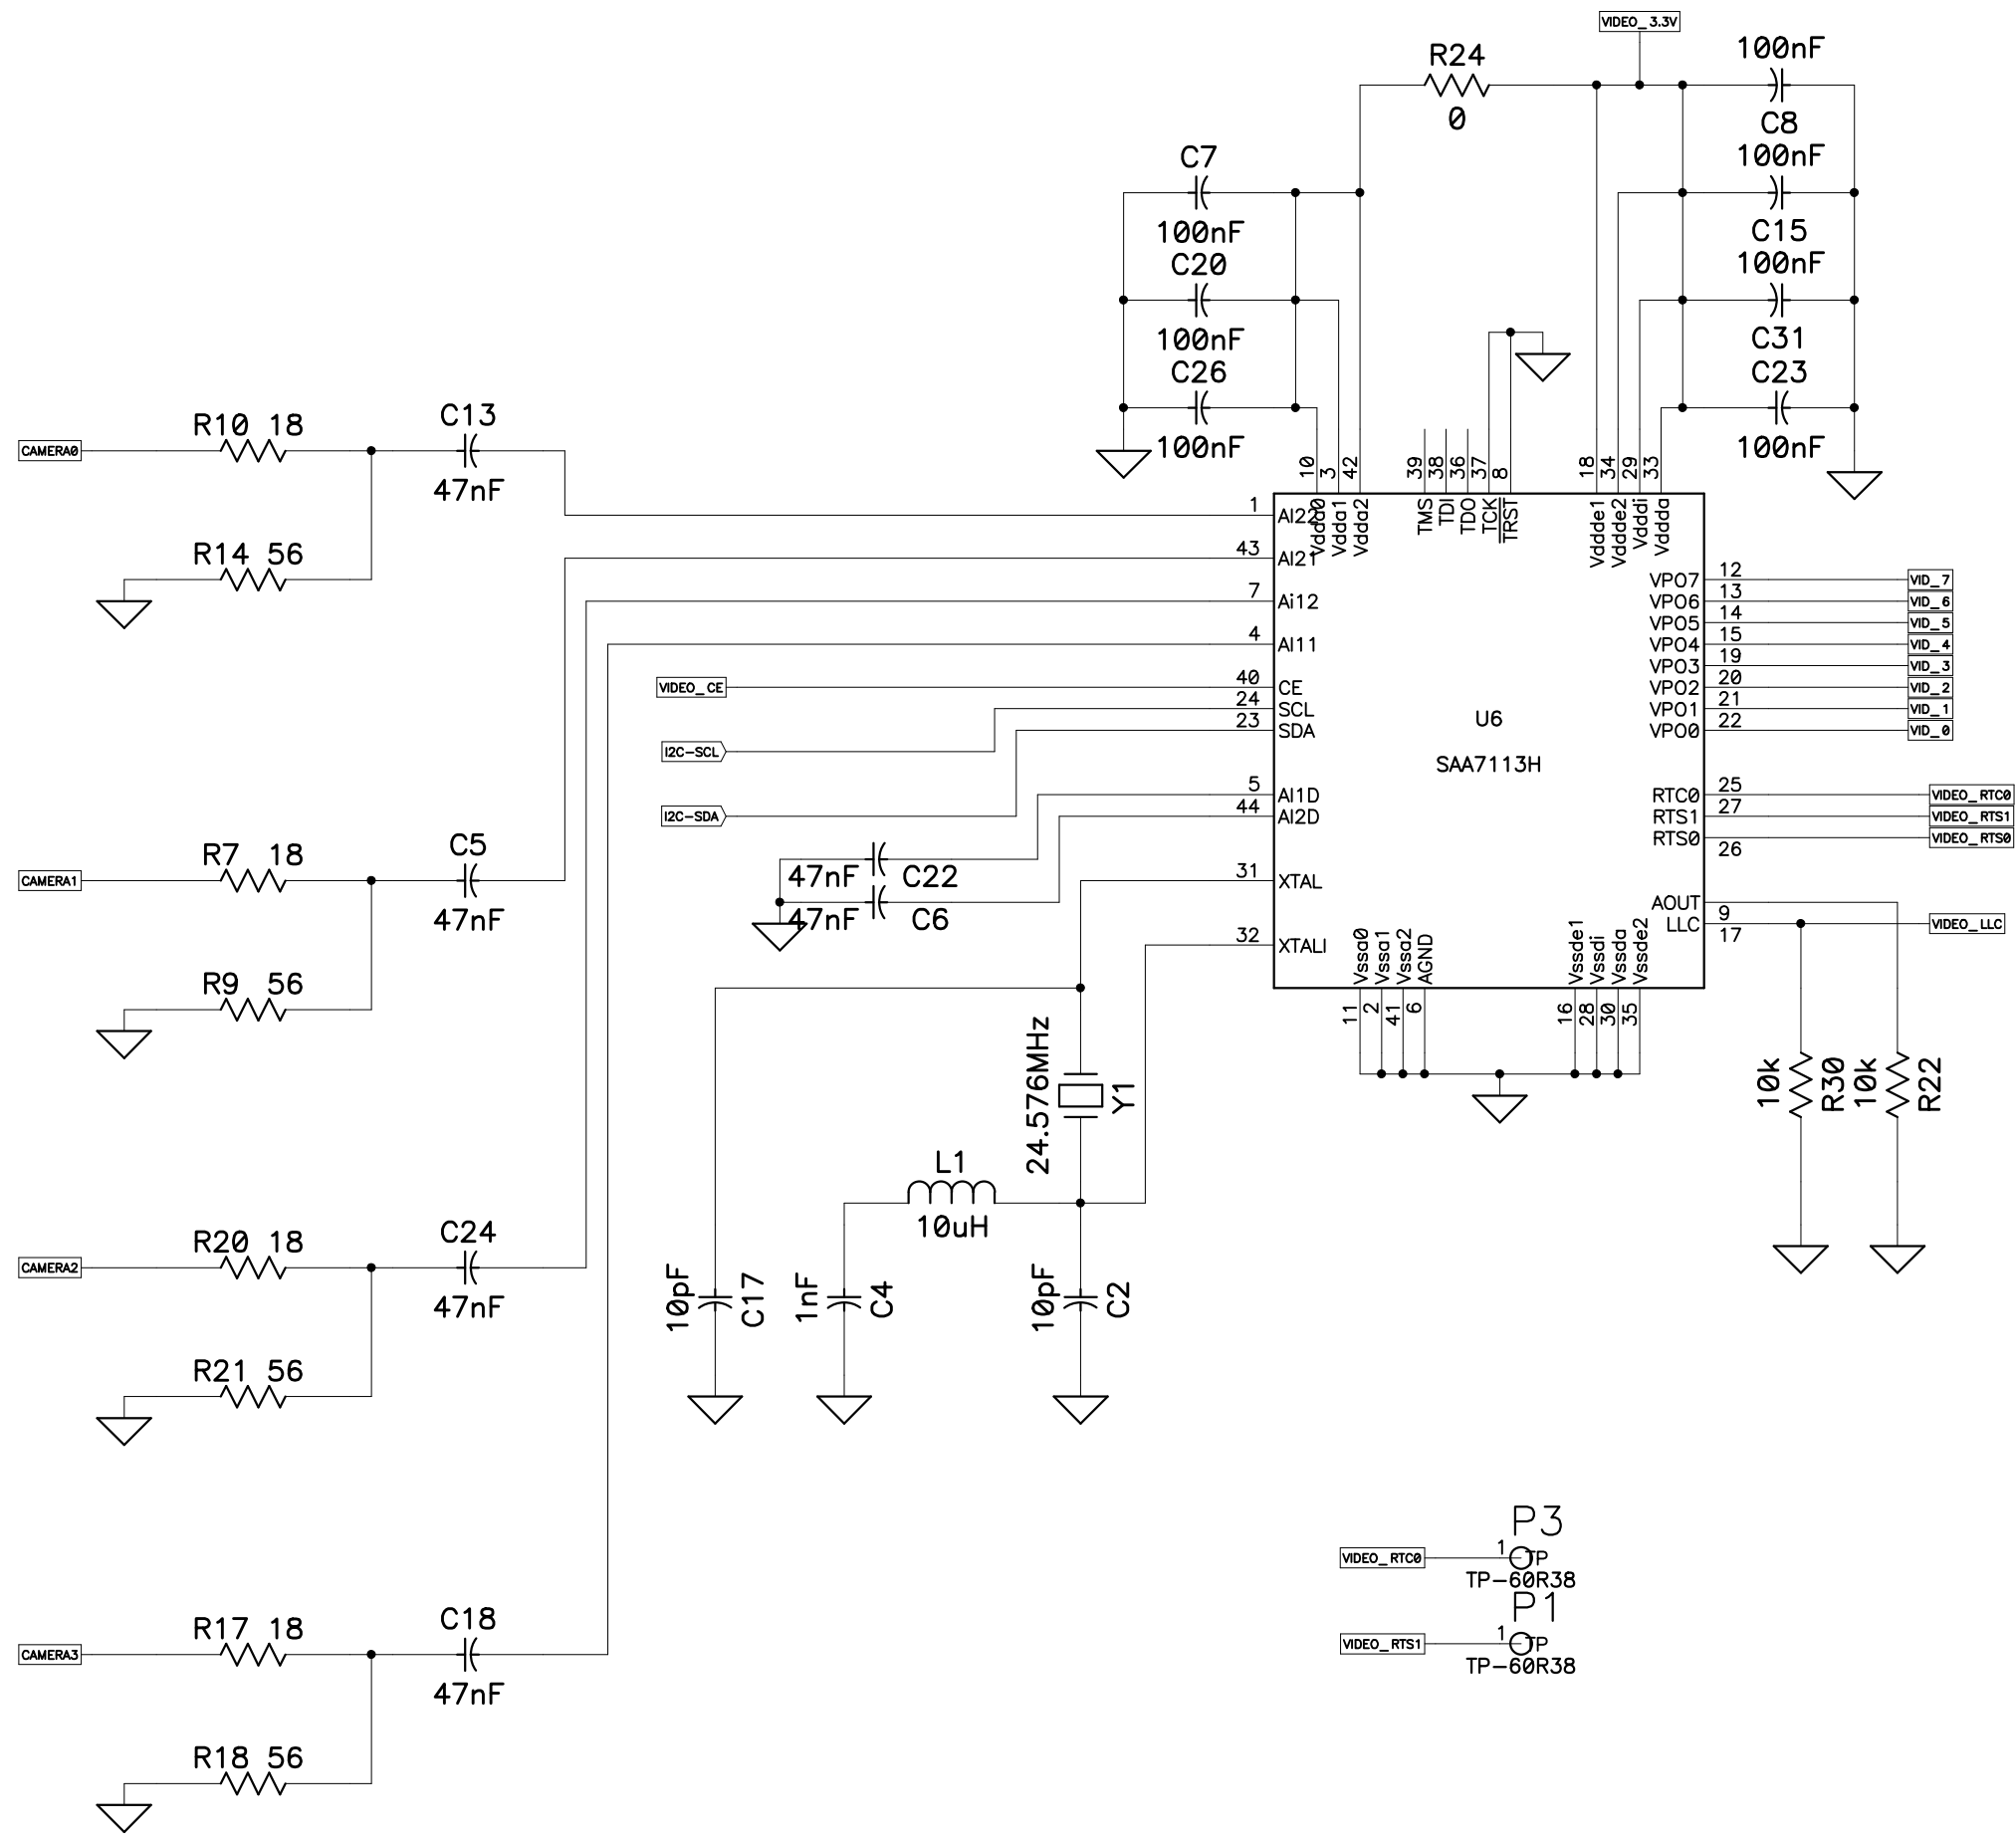 VIDEO_3.3V
R24
0
100nF
C8
100nF
C15
100nF
C31
C23
100nF
C7
100nF
C20
100nF
C26
100nF
CAMERA0
R10 18
C13
47nF
R14 56
CAMERA1
R7 18
C5
47nF
R9 56
CAMERA2
R20 18
C24
47nF
R21 56
CAMERA3
R17 18
C18
47nF
R18 56
10 3 42 39 38 36 37 8 18 34 29 33
Vdda0 Vdda1 Vdda2 TMS TDI TDO TCK TRST Vddde1 Vddde2 Vdddi Vddda
1 AI22
43 AI21
7 Ai12
4 AI11
VIDEO_CE 40 CE
24 SCL
23 SDA
I2C-SCL
I2C-SDA
5 AI1D
44 AI2D
47nF C22
47nF C6
31 XTAL
32 XTALI
U6
SAA7113H
VPO7 12 VID_7
VPO6 13 VID_6
VPO5 14 VID_5
VPO4 15 VID_4
VPO3 19 VID_3
VPO2 20 VID_2
VPO1 21 VID_1
VPO0 22 VID_0
RTC0 25 VIDEO_RTC0
RTS1 27 VIDEO_RTS1
RTS0 26 VIDEO_RTS0
AOUT 9
LLC 17 VIDEO_LLC
Vssa0 Vssa1 Vssa2 AGND Vssde1 Vssdi Vssda Vssde2
11 2 41 6 16 28 30 35
10k R30
10k R22
24.576MHz Y1
L1
10uH
10pF C17
1nF C4
10pF C2
P3
VIDEO_RTC0 1 TP
TP-60R38
P1
VIDEO_RTS1 1 TP
TP-60R38